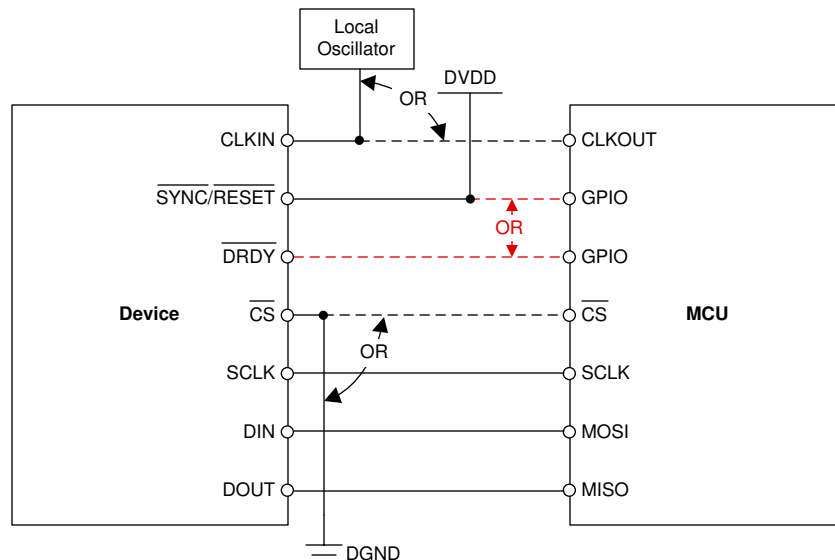 Local
Oscillator
DVDD
OR
CLKIN
CLKOUT
SYNC/RESET
GPIO
OR
DRDY
GPIO
Device
CS
CS
MCU
OR
SCLK
SCLK
DIN
MOSI
DOUT
MISO
DGND